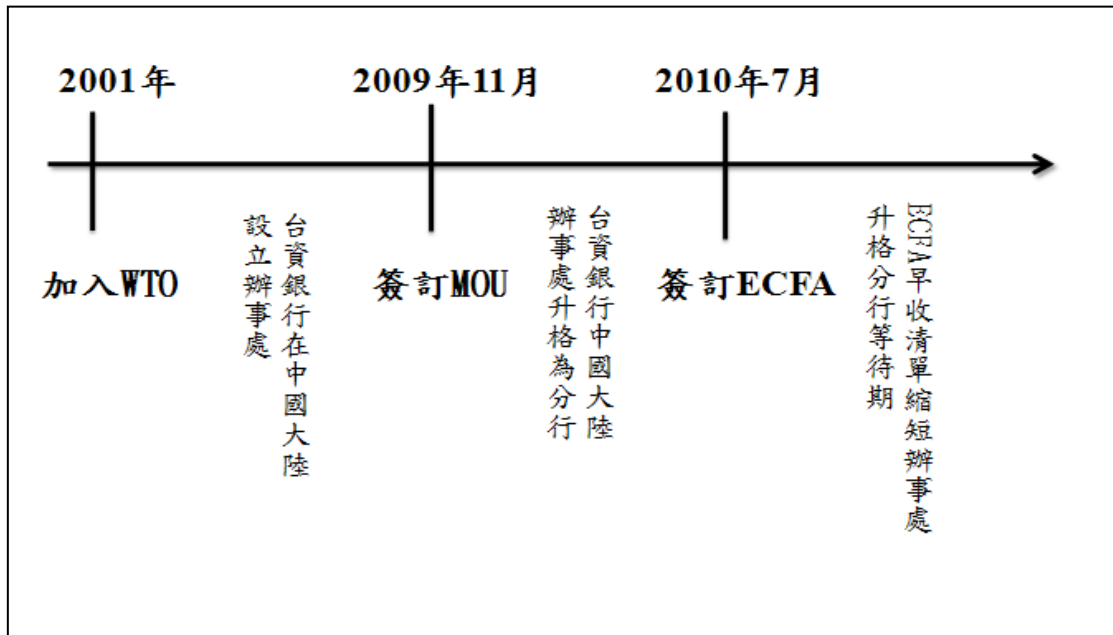 2001年
2009年11月
2010年7月
加入WTO
台資銀行在中國大陸
設立辦事處
簽訂MOU
台資銀行中國大陸
辦事處升格為分行
簽訂ECFA
ECFA早收清單縮短辦事處
升格分行等待期